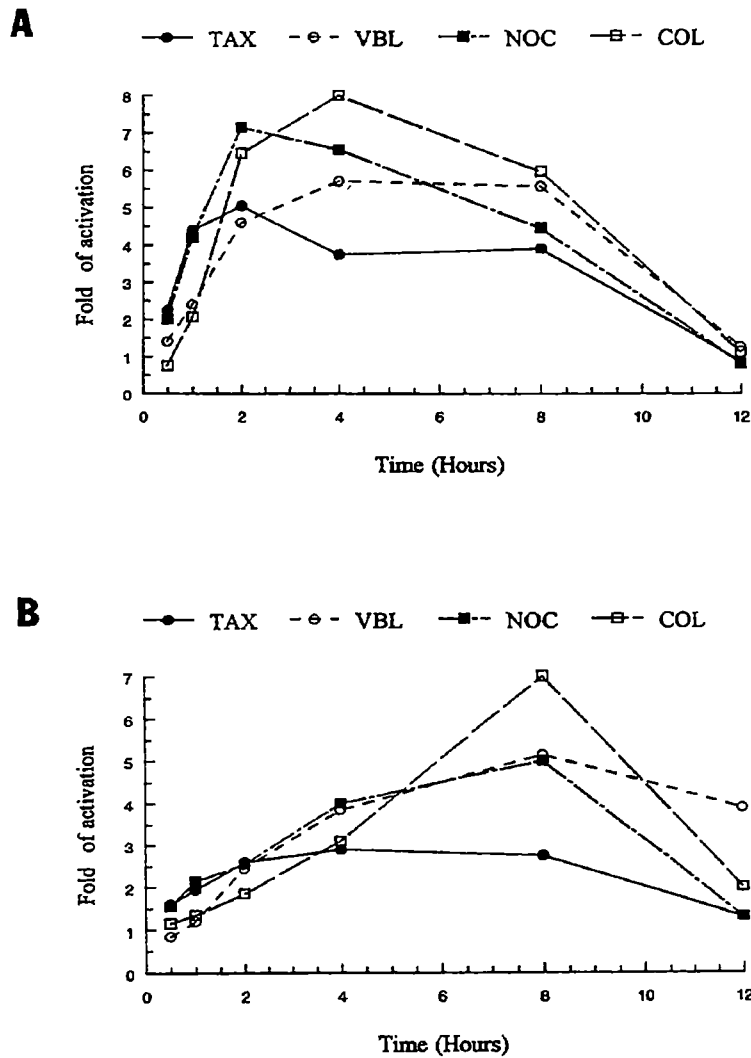 A
TAX VBL NOC COL
8
7
6
5
4
3
2
1
0
Fold of activation
0 2 4 6 8 10 12
Time (Hours)
B
TAX VBL NOC COL
7
6
5
4
3
2
1
0
Fold of activation
0 2 4 6 8 10 12
Time (Hours)